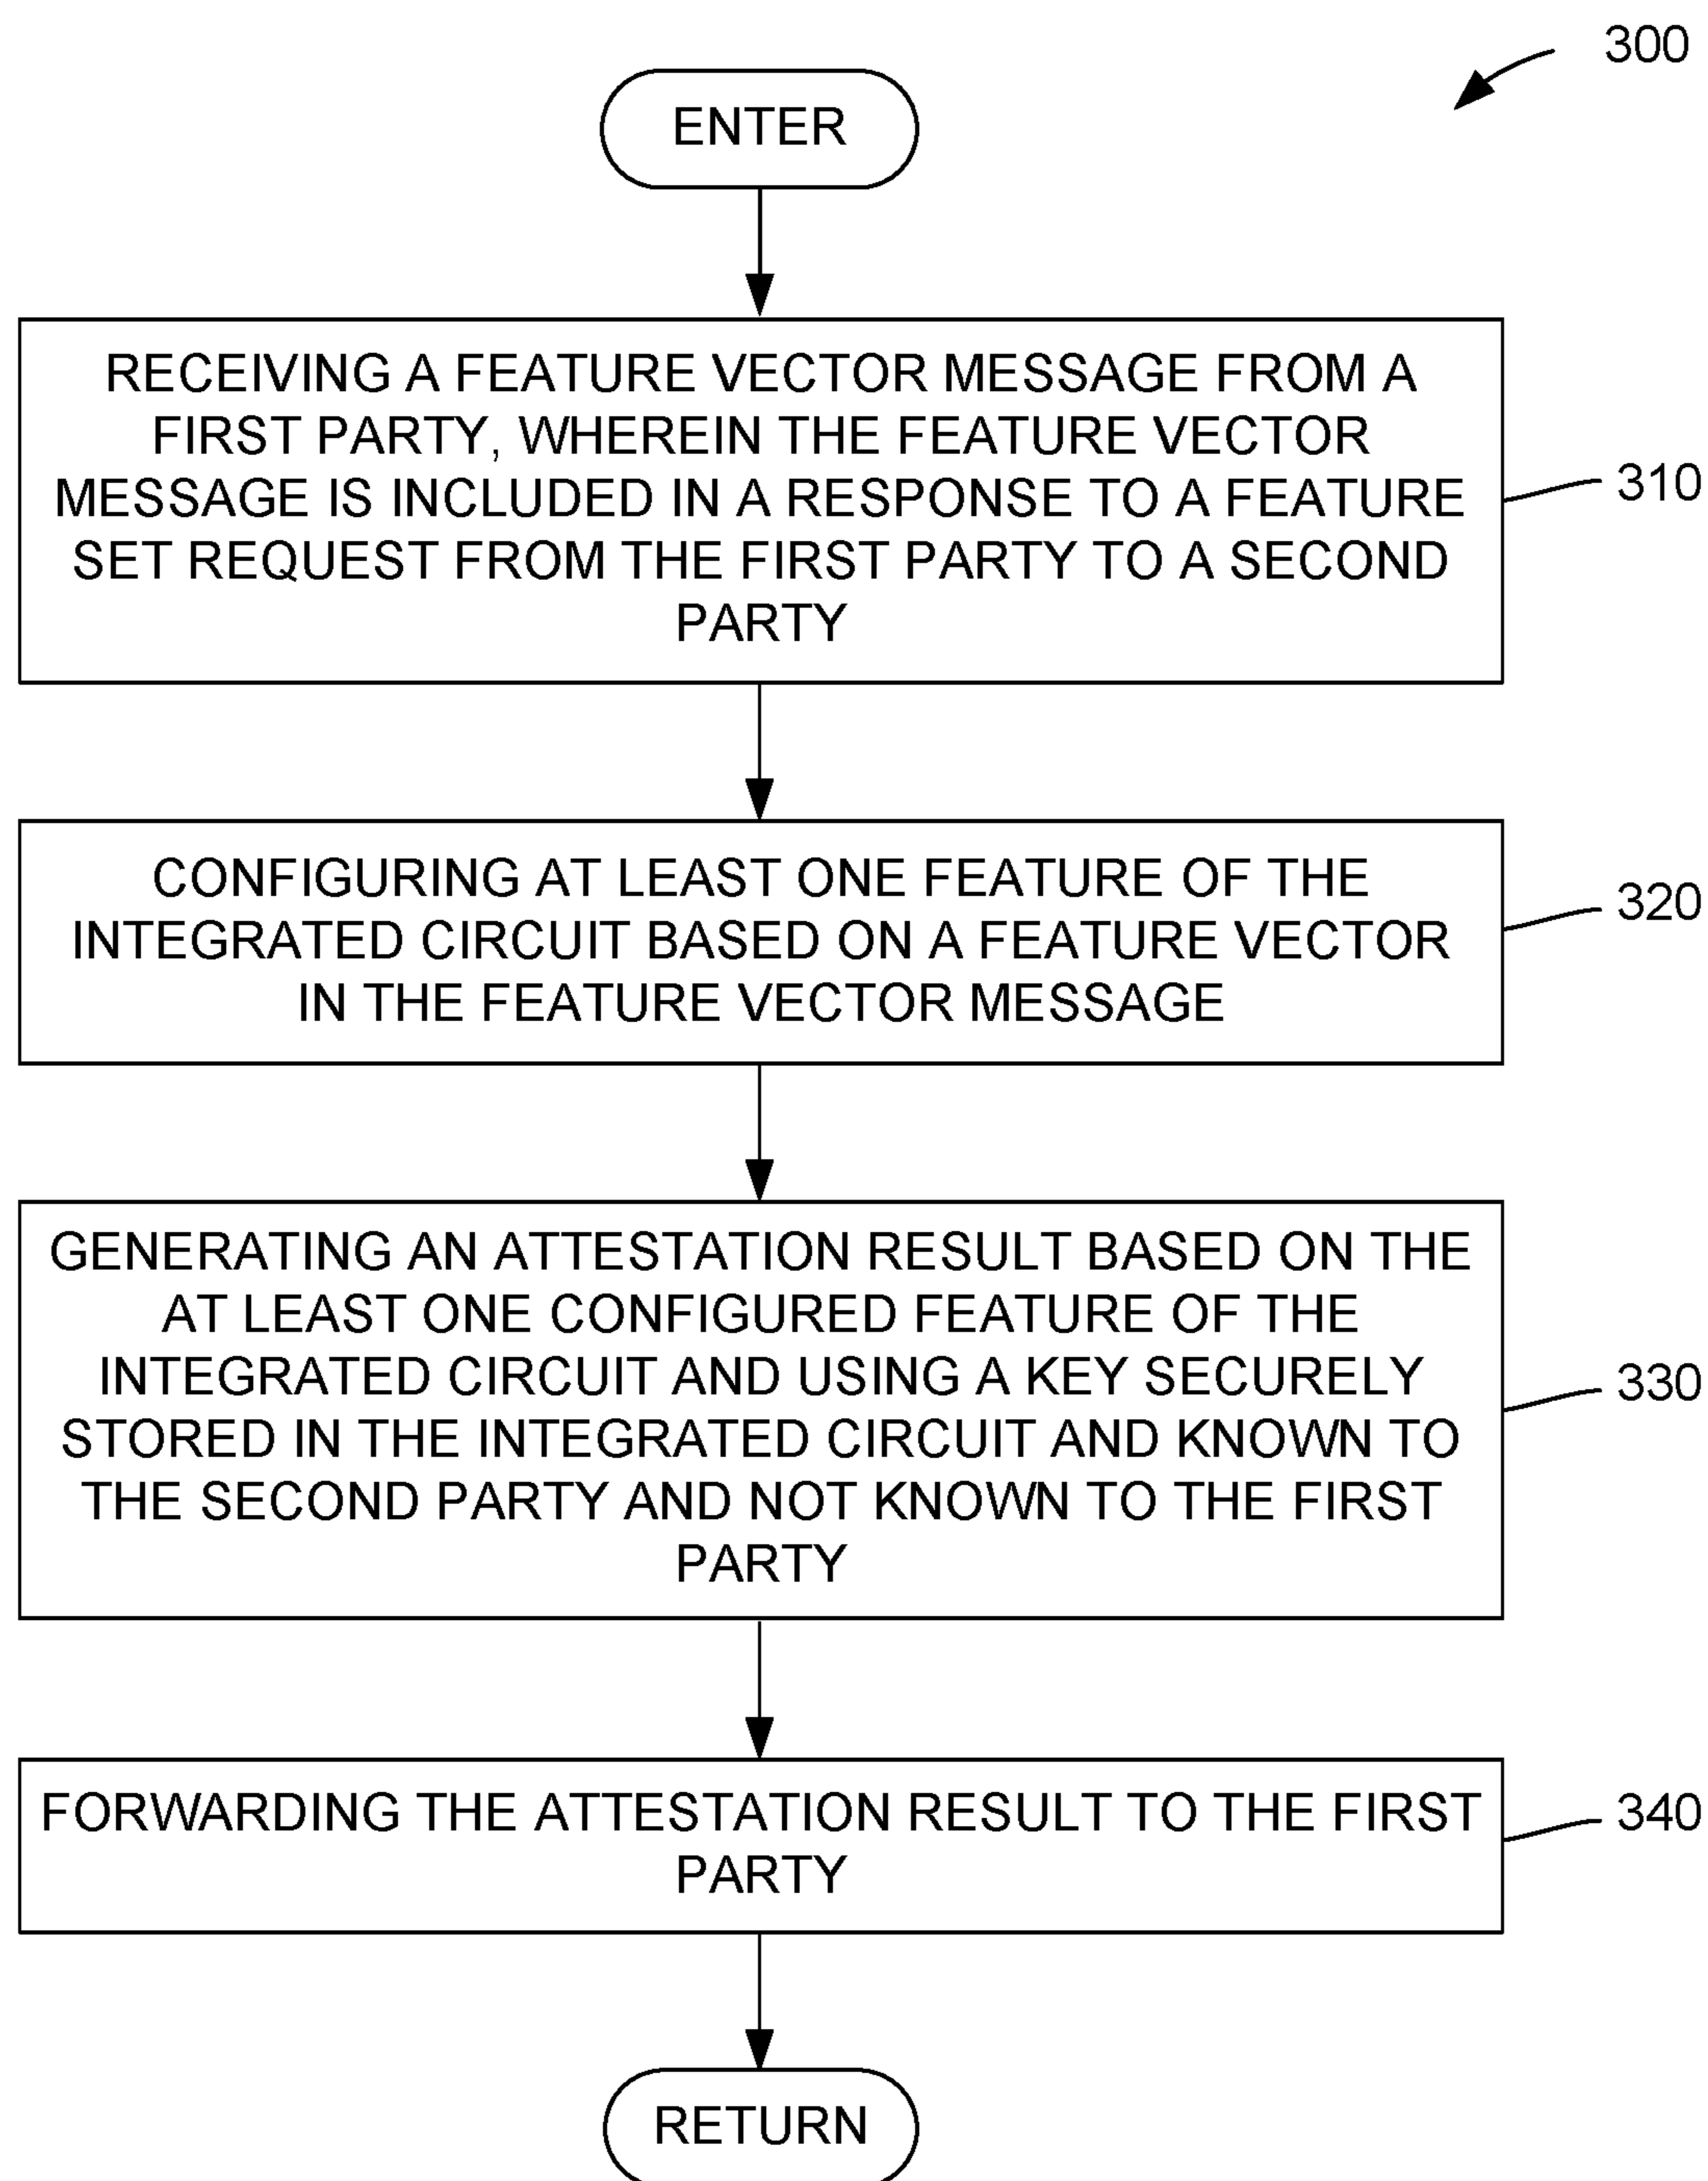 300
ENTER
RECEIVING A FEATURE VECTOR MESSAGE FROM A
FIRST PARTY, WHEREIN THE FEATURE VECTOR
MESSAGE IS INCLUDED IN A RESPONSE TO A FEATURE
SET REQUEST FROM THE FIRST PARTY TO A SECOND
PARTY
310
CONFIGURING AT LEAST ONE FEATURE OF THE
INTEGRATED CIRCUIT BASED ON A FEATURE VECTOR
IN THE FEATURE VECTOR MESSAGE
320
GENERATING AN ATTESTATION RESULT BASED ON THE
AT LEAST ONE CONFIGURED FEATURE OF THE
INTEGRATED CIRCUIT AND USING A KEY SECURELY
STORED IN THE INTEGRATED CIRCUIT AND KNOWN TO
THE SECOND PARTY AND NOT KNOWN TO THE FIRST
PARTY
330
FORWARDING THE ATTESTATION RESULT TO THE FIRST
PARTY
340
RETURN